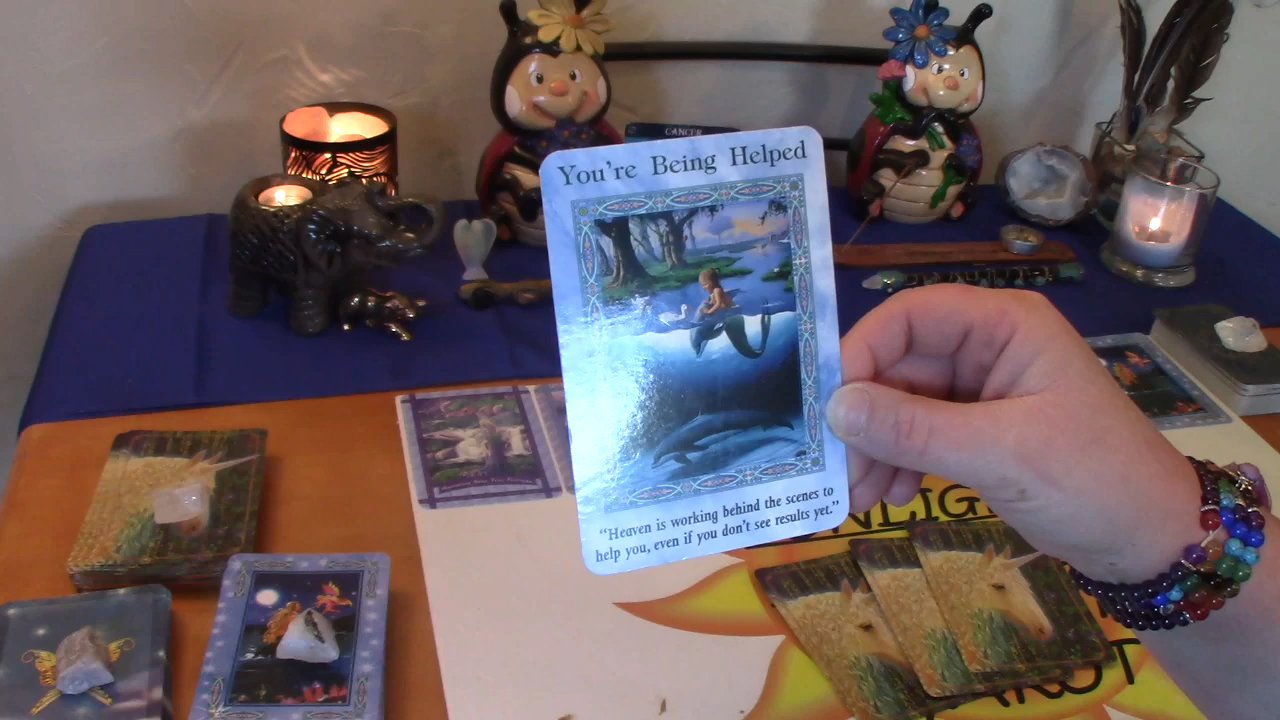 CANCER
You're Being Helped
"Heaven is working behind the scenes to
help you, even if you don't see results yet."